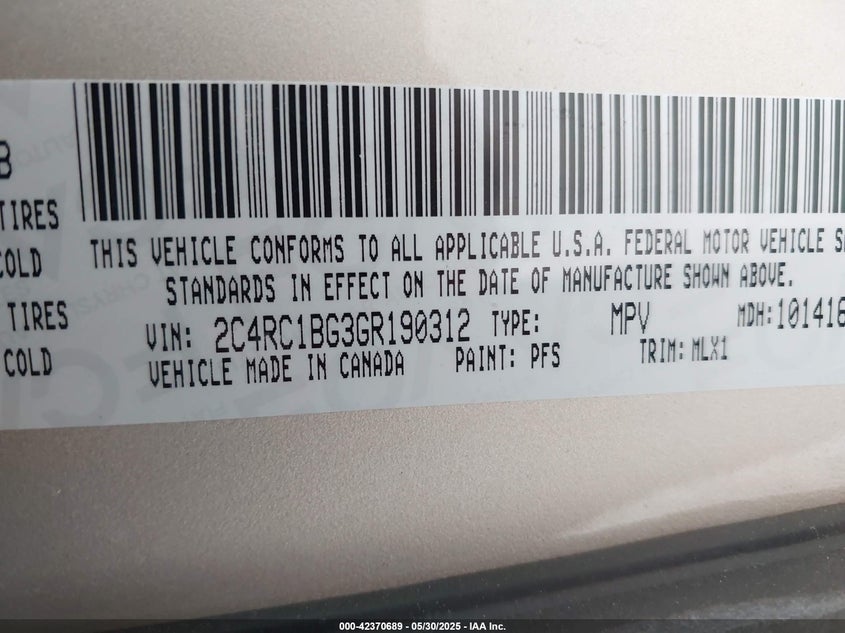 B
TIRES
COLD
TIRES
COLD
THIS VEHICLE CONFORMS TO ALL APPLICABLE U.S.A. FEDERAL MOTOR VEHICLE SA
STANDARDS IN EFFECT ON THE DATE OF MANUFACTURE SHOWN ABOVE.
VIN: 2C4RC1BG3GR190312 TYPE: MPV MDH:101416
VEHICLE MADE IN CANADA PAINT: PFS TRIM: MLX1
000-42370689 — 05/30/2025 — IAA Inc.